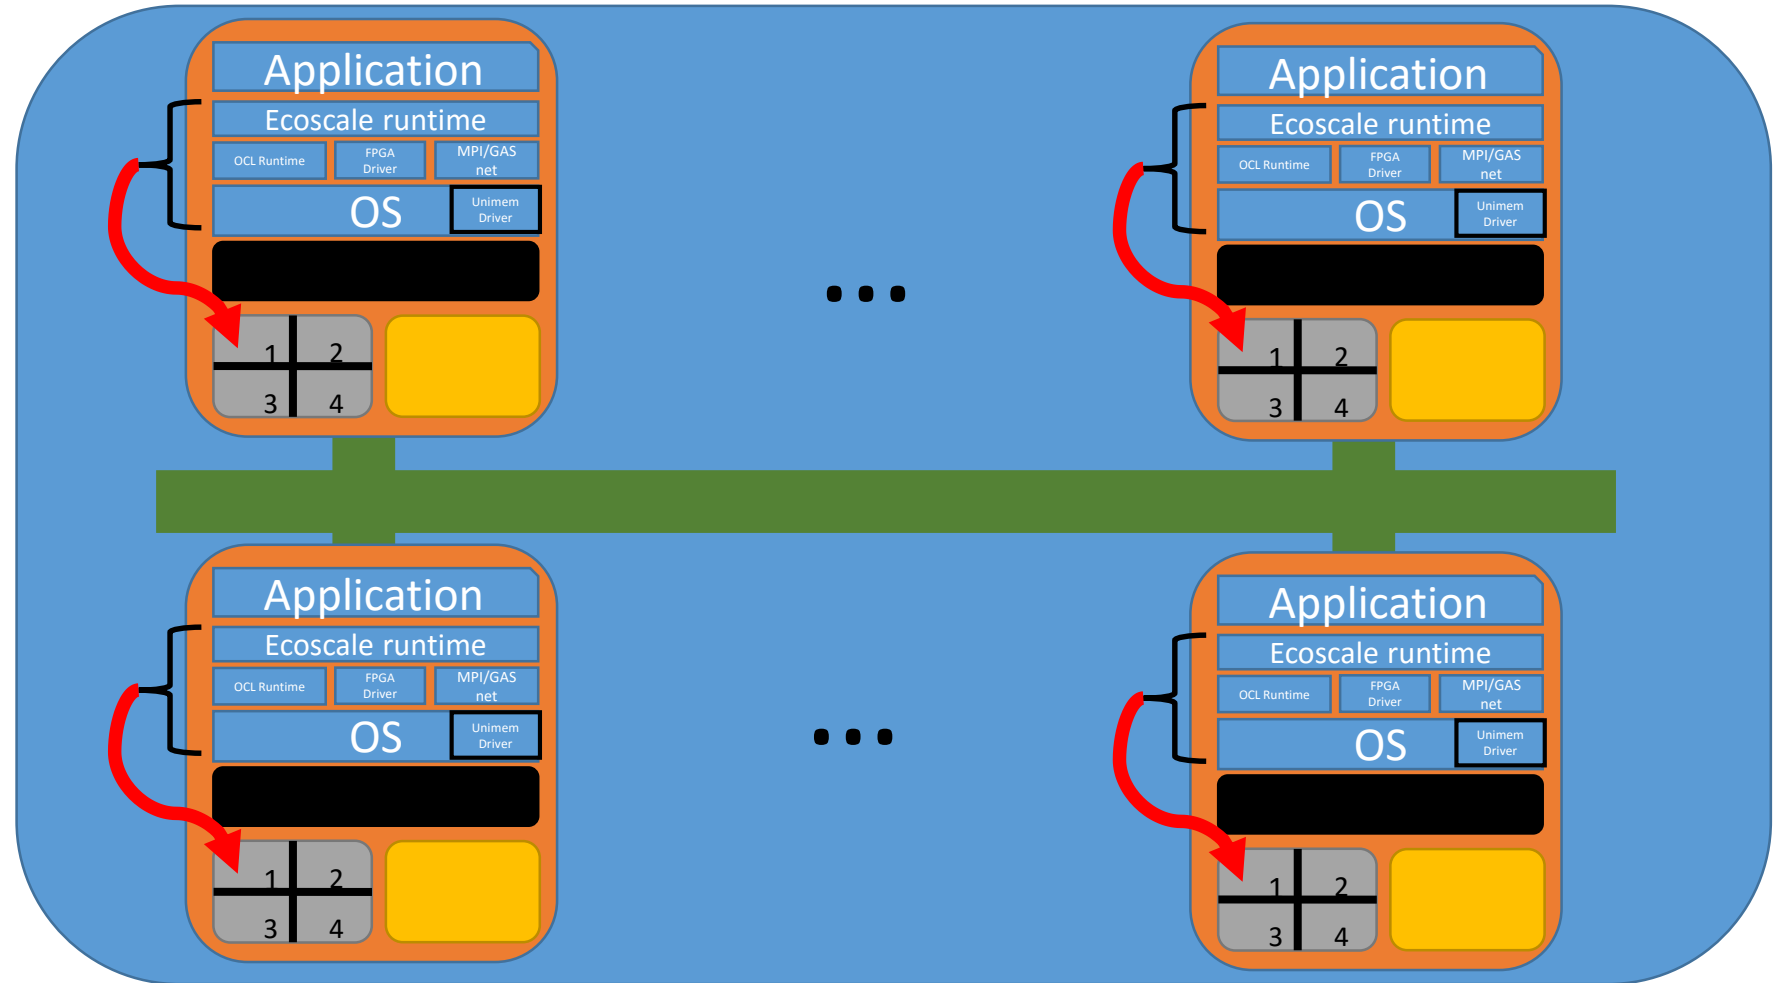 Application
Ecoscale runtime
OCL Runtime
FPGA
Driver
MPI/GAS
net
OS
Unimem
Driver
1 2
3 4
Application
Ecoscale runtime
OCL Runtime
FPGA
Driver
MPI/GAS
net
OS
Unimem
Driver
1 2
3 4
...
Application
Ecoscale runtime
OCL Runtime
FPGA
Driver
MPI/GAS
net
OS
Unimem
Driver
1 2
3 4
Application
Ecoscale runtime
OCL Runtime
FPGA
Driver
MPI/GAS
net
OS
Unimem
Driver
1 2
3 4
...